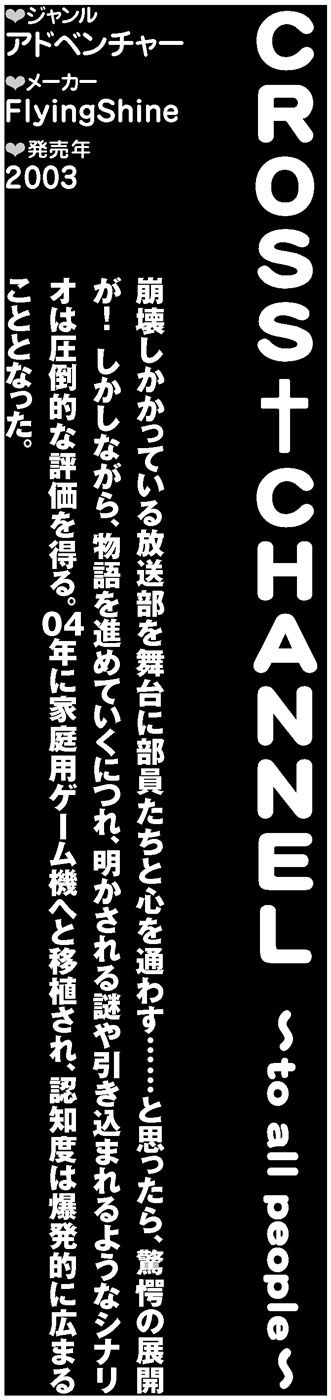 CROSS†CHANNEL ~to all people~
❤ジャンル
アドベンチャー
❤メーカー
FlyingShine
❤発売年
2003
崩壊しかかっている放送部を舞台に部員たちと心を通わす……と思ったら、驚愕の展開
が！ しかしながら、物語を進めていくにつれ、明かされる謎や引き込まれるようなシナリ
オは圧倒的な評価を得る。04年に家庭用ゲーム機へと移植され、認知度は爆発的に広まる
こととなった。